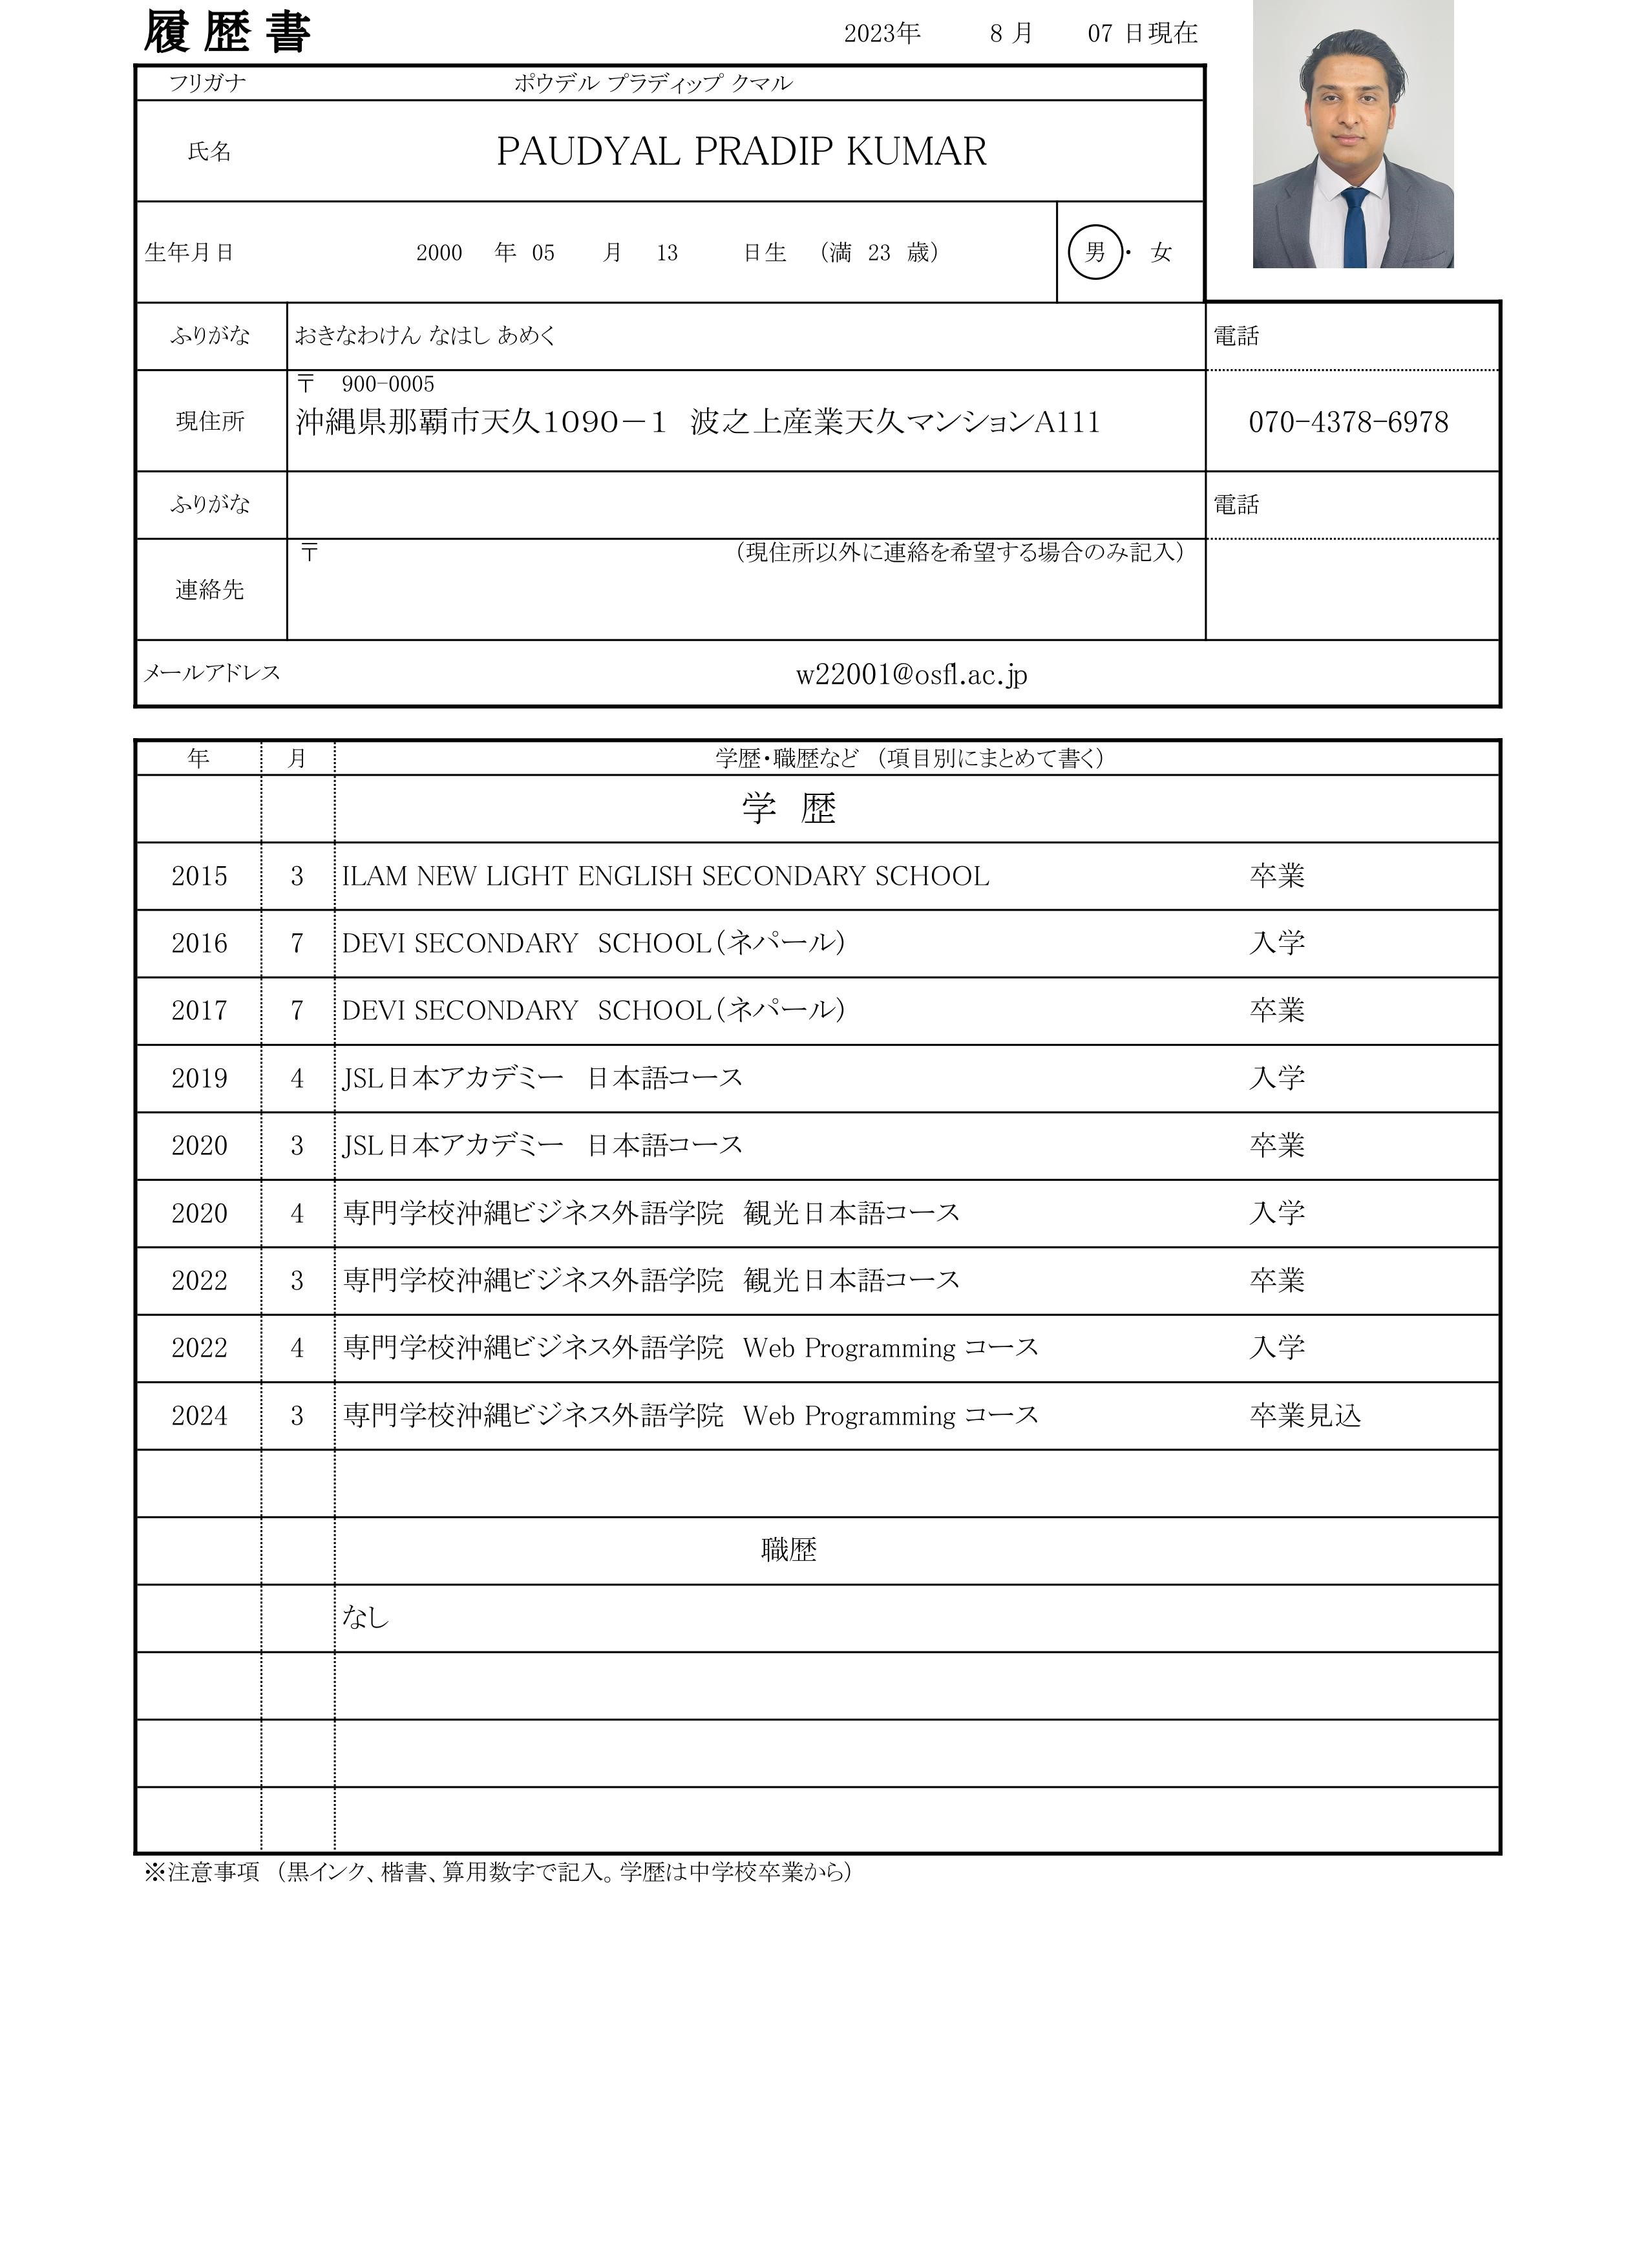 履歴書
2023年 8 月 07 日現在
フリガナ ポウデル プラディップ クマル
氏名 PAUDYAL PRADIP KUMAR
生年月日 2000 年 05 月 13 日生 （満 23 歳） 男 ・ 女
ふりがな おきなわけん なはし あめく 電話
〒 900-0005
現住所 沖縄県那覇市天久1090－1 波之上産業天久マンションA111 070-4378-6978
ふりがな 電話
〒 （現住所以外に連絡を希望する場合のみ記入）
連絡先
メールアドレス w22001@osfl.ac.jp
年 月 学歴・職歴など （項目別にまとめて書く）
学 歴
2015 3 ILAM NEW LIGHT ENGLISH SECONDARY SCHOOL 卒業
2016 7 DEVI SECONDARY SCHOOL（ネパール） 入学
2017 7 DEVI SECONDARY SCHOOL（ネパール） 卒業
2019 4 JSL日本アカデミー 日本語コース 入学
2020 3 JSL日本アカデミー 日本語コース 卒業
2020 4 専門学校沖縄ビジネス外語学院 観光日本語コース 入学
2022 3 専門学校沖縄ビジネス外語学院 観光日本語コース 卒業
2022 4 専門学校沖縄ビジネス外語学院 Web Programming コース 入学
2024 3 専門学校沖縄ビジネス外語学院 Web Programming コース 卒業見込
職歴
なし
※注意事項 （黒インク、楷書、算用数字で記入。学歴は中学校卒業から）